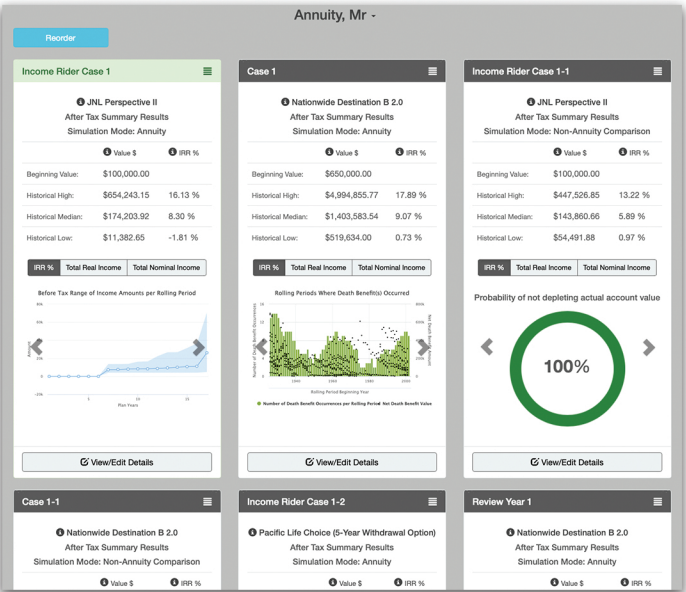 Annuity, Mr
Reorder
Income Rider Case 1
JNL Perspective II
After Tax Summary Results
Simulation Mode: Annuity
Value $ IRR %
Beginning Value: $100,000.00
Historical High: $654,243.15 16.13 %
Historical Median: $174,203.92 8.30 %
Historical Low: $11,382.65 -1.81 %
IRR % Total Real Income Total Nominal Income
Before Tax Range of Income Amounts per Rolling Period
Plan Years
View/Edit Details
Case 1
Nationwide Destination B 2.0
After Tax Summary Results
Simulation Mode: Annuity
Value $ IRR %
Beginning Value: $650,000.00
Historical High: $4,994,855.77 17.89 %
Historical Median: $1,403,583.54 9.07 %
Historical Low: $519,634.00 0.73 %
IRR % Total Real Income Total Nominal Income
Rolling Periods Where Death Benefit(s) Occurred
Number of Death Benefit Occurrences
Rolling Period Beginning Year
Number of Death Benefit Occurrences per Rolling Period Net Death Benefit Value
View/Edit Details
Income Rider Case 1-1
JNL Perspective II
After Tax Summary Results
Simulation Mode: Non-Annuity Comparison
Value $ IRR %
Beginning Value: $100,000.00
Historical High: $447,526.85 13.22 %
Historical Median: $143,860.66 5.89 %
Historical Low: $54,491.88 0.97 %
IRR % Total Real Income Total Nominal Income
Probability of not depleting actual account value
100%
View/Edit Details
Case 1-1
Nationwide Destination B 2.0
After Tax Summary Results
Simulation Mode: Non-Annuity Comparison
Value $ IRR %
Income Rider Case 1-2
Pacific Life Choice (5-Year Withdrawal Option)
After Tax Summary Results
Simulation Mode: Annuity
Value $ IRR %
Review Year 1
Nationwide Destination B 2.0
After Tax Summary Results
Simulation Mode: Annuity
Value $ IRR %